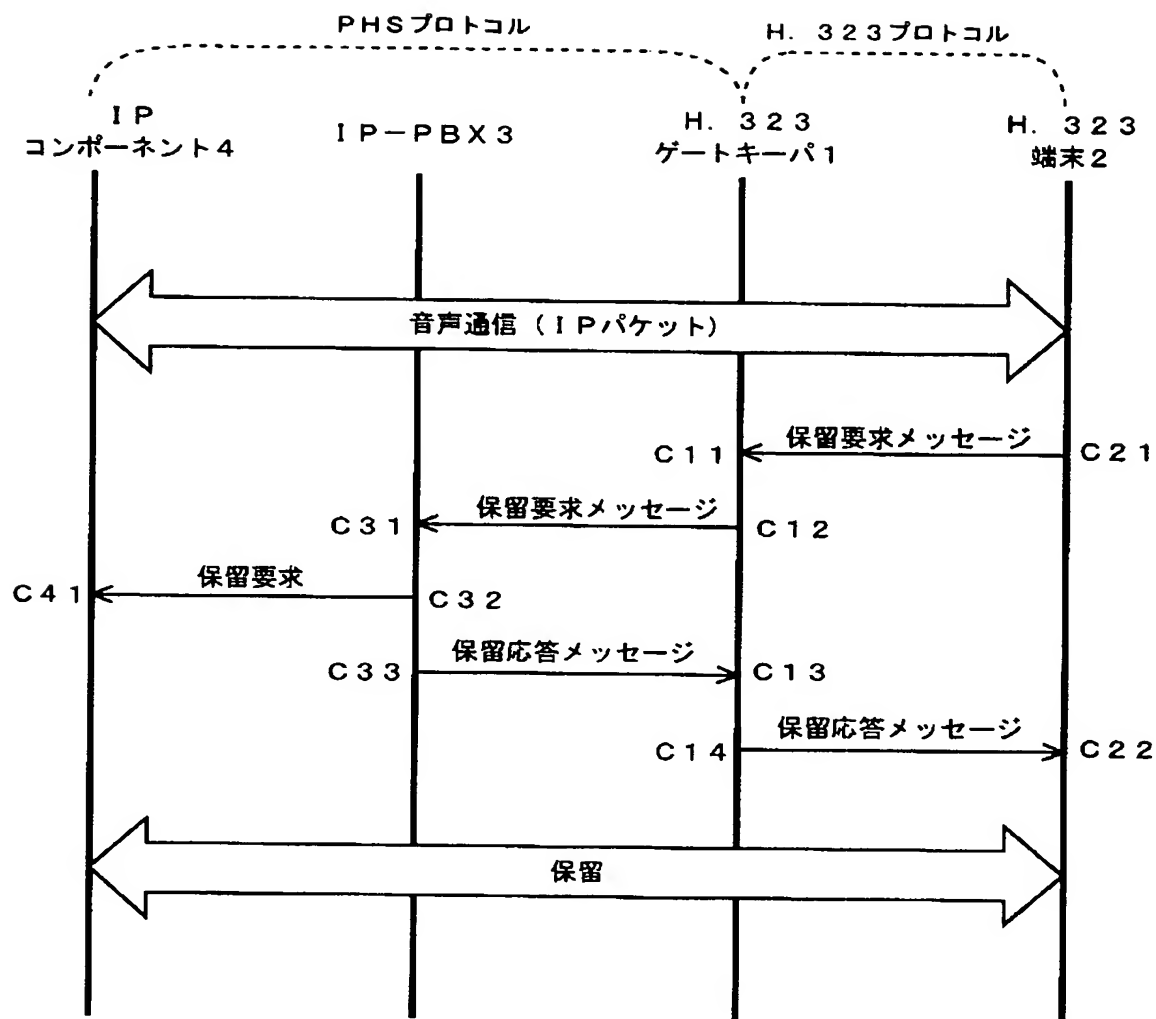 PHSプロトコル
H.323プロトコル
IP
コンポーネント4
IP-PBX3
H.323
ゲートキーパ1
H.323
端末2
音声通信(IPパケット)
C11
保留要求メッセージ
C21
C31
保留要求メッセージ
C12
C41
保留要求
C32
C33
保留応答メッセージ
C13
C14
保留応答メッセージ
C22
保留